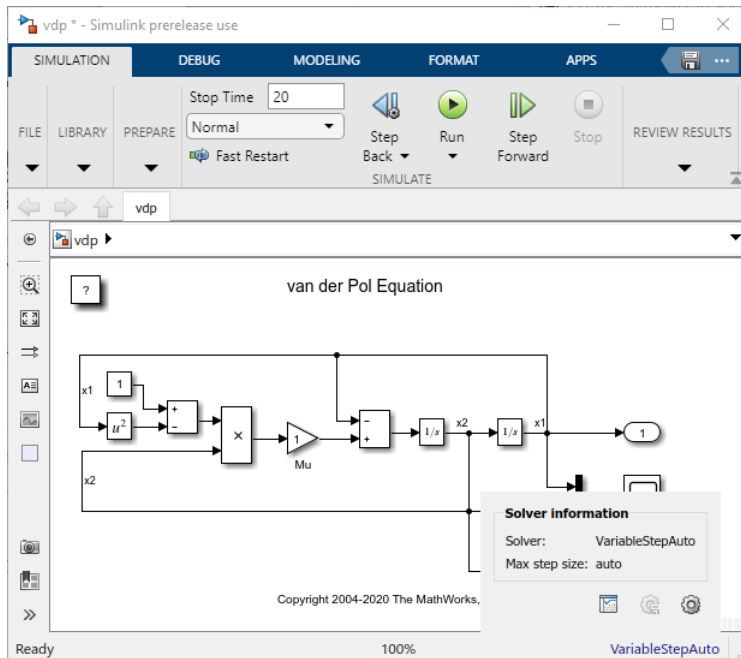 vdp * - Simulink prerelease use
SIMULATION DEBUG MODELING FORMAT APPS
Stop Time 20
Normal
Fast Restart
FILE LIBRARY PREPARE
Step Back
Run
Step Forward
Stop
REVIEW RESULTS
SIMULATE
vdp
vdp
?
van der Pol Equation
x1
1
+
−
u²
×
1
Mu
−
+
1/s
x2
1/s
x1
1
x2
Solver information
Solver: VariableStepAuto
Max step size: auto
Copyright 2004-2020 The MathWorks,
Ready 100% VariableStepAuto